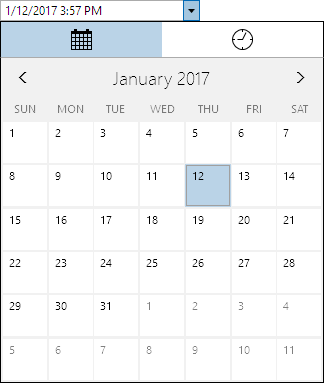 1/12/2017 3:57 PM
January 2017
SUN MON TUE WED THU FRI SAT
1 2 3 4 5 6 7
8 9 10 11 12 13 14
15 16 17 18 19 20 21
22 23 24 25 26 27 28
29 30 31 1 2 3 4
5 6 7 8 9 10 11